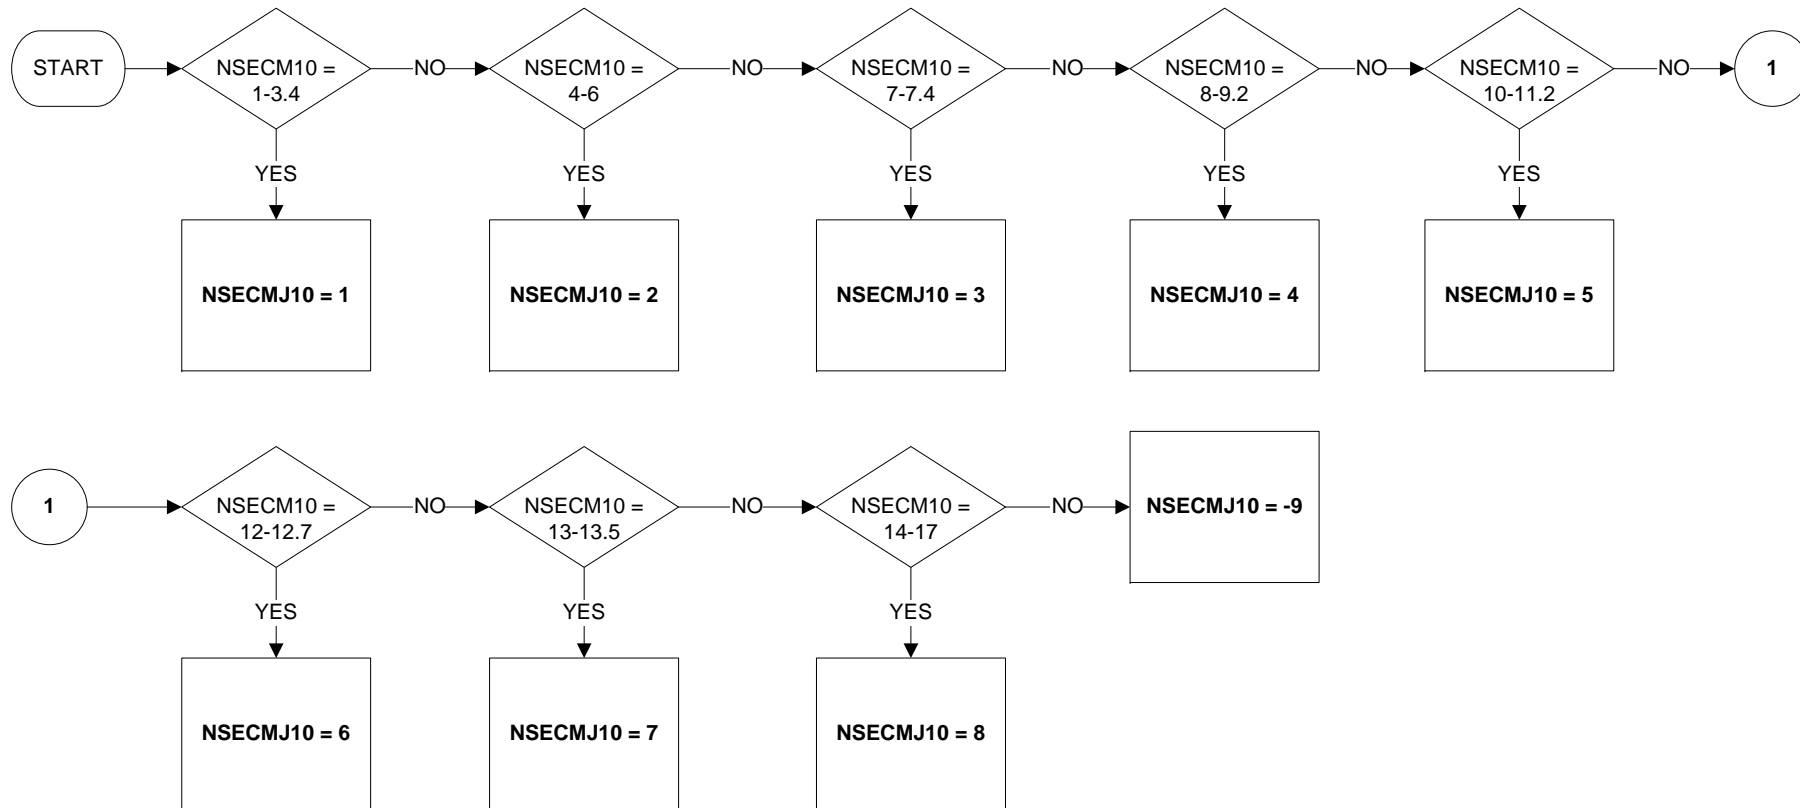 START
NSECM10 =
1-3.4
NO
NSECM10 =
4-6
NO
NSECM10 =
7-7.4
NO
NSECM10 =
8-9.2
NO
NSECM10 =
10-11.2
NO
1
YES
YES
YES
YES
YES
NSECMJ10 = 1
NSECMJ10 = 2
NSECMJ10 = 3
NSECMJ10 = 4
NSECMJ10 = 5
1
NSECM10 =
12-12.7
NO
NSECM10 =
13-13.5
NO
NSECM10 =
14-17
NO
NSECMJ10 = -9
YES
YES
YES
NSECMJ10 = 6
NSECMJ10 = 7
NSECMJ10 = 8